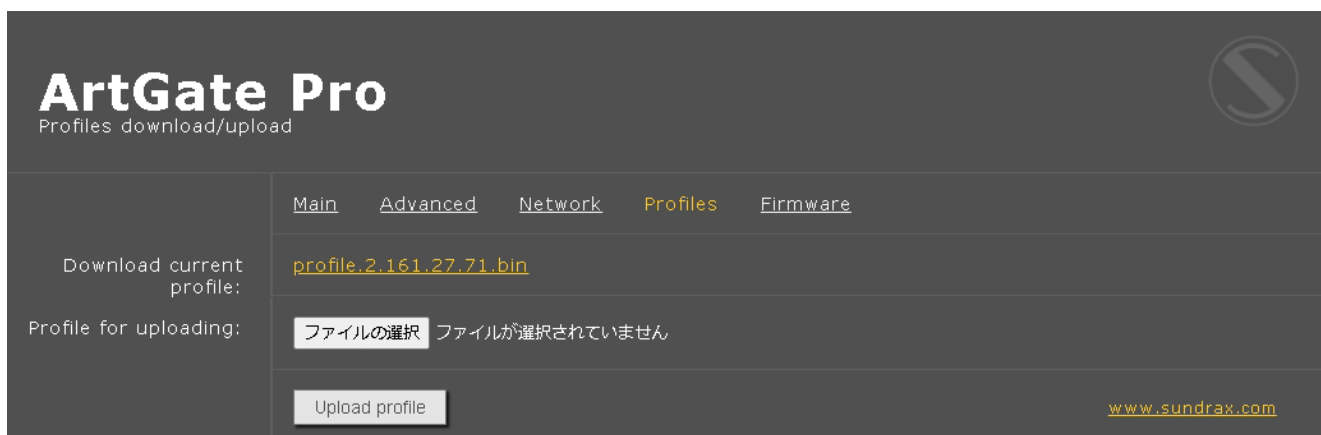 ArtGate Pro
Profiles download/upload
Main Advanced Network Profiles Firmware
Download current profile:
profile.2.161.27.71.bin
Profile for uploading:
ファイルの選択 ファイルが選択されていません
Upload profile
www.sundrax.com